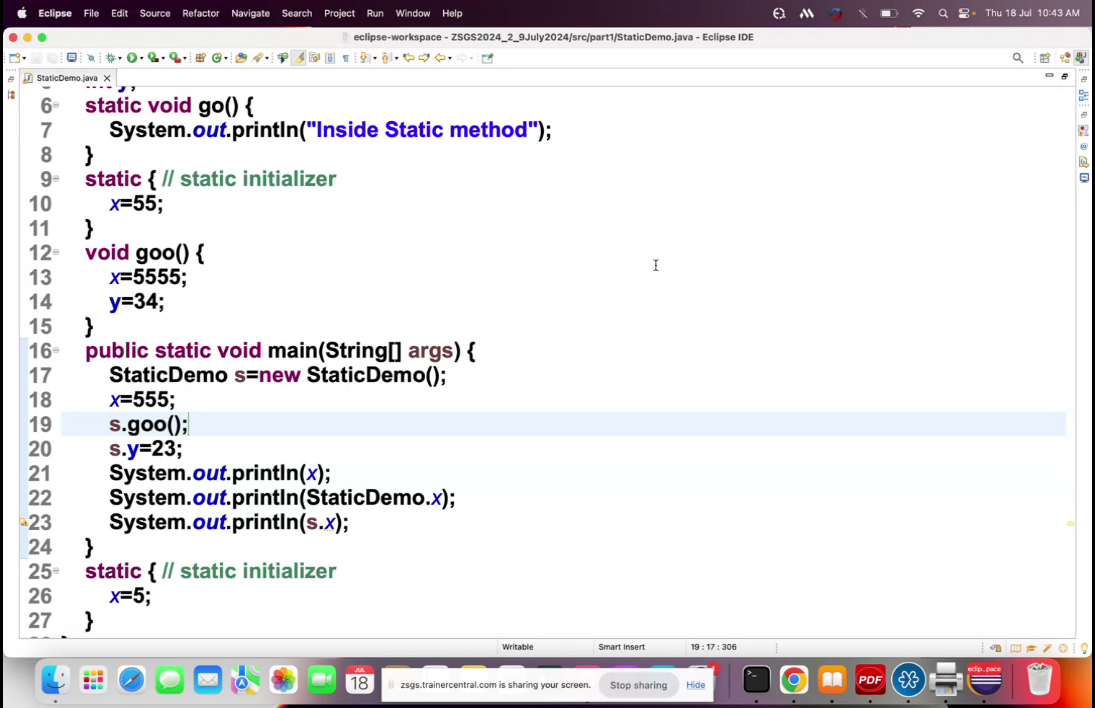 Eclipse File Edit Source Refactor Navigate Search Project Run Window Help Thu 18 Jul 10:43 AM
eclipse-workspace - ZSGS2024_2_9July2024/src/part1/StaticDemo.java - Eclipse IDE
StaticDemo.java
6 static void go() {
7 System.out.println("Inside Static method");
8 }
9 static { // static initializer
10 x=55;
11 }
12 void goo() {
13 x=5555;
14 y=34;
15 }
16 public static void main(String[] args) {
17 StaticDemo s=new StaticDemo();
18 x=555;
19 s.goo();
20 s.y=23;
21 System.out.println(x);
22 System.out.println(StaticDemo.x);
23 System.out.println(s.x);
24 }
25 static { // static initializer
26 x=5;
27 }
Writable Smart Insert 19 : 17 : 306
JUL
18
zsgs.trainercentral.com is sharing your screen. Stop sharing Hide
PDF
eclip...pace